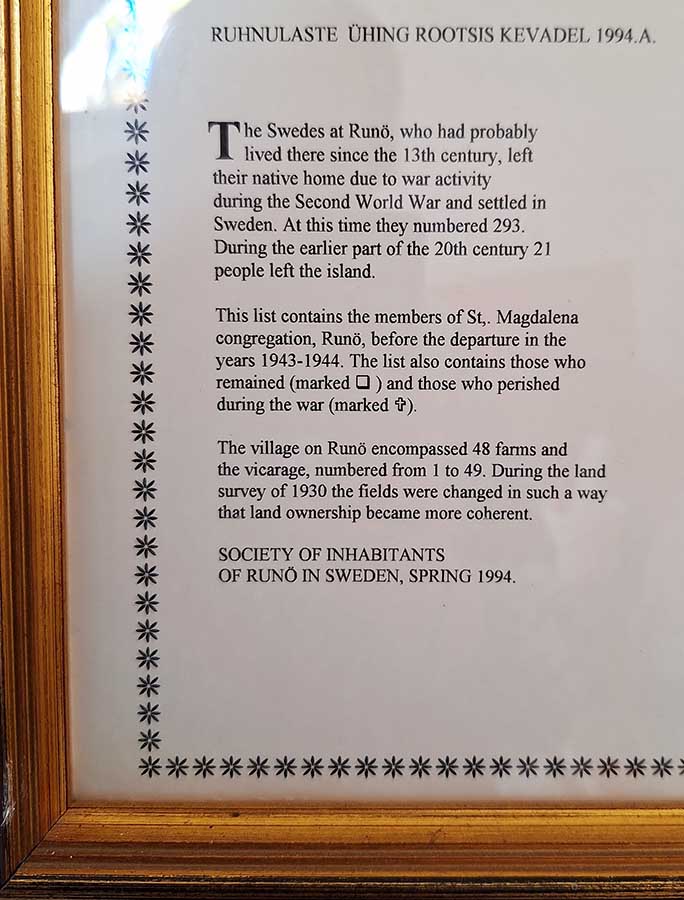 RUHNULASTE ÜHING ROOTSIS KEVADEL 1994.A.
The Swedes at Runö, who had probably
lived there since the 13th century, left
their native home due to war activity
during the Second World War and settled in
Sweden. At this time they numbered 293.
During the earlier part of the 20th century 21
people left the island.
This list contains the members of St,. Magdalena
congregation, Runö, before the departure in the
years 1943-1944. The list also contains those who
remained (marked ❑ ) and those who perished
during the war (marked ✞).
The village on Runö encompassed 48 farms and
the vicarage, numbered from 1 to 49. During the land
survey of 1930 the fields were changed in such a way
that land ownership became more coherent.
SOCIETY OF INHABITANTS
OF RUNÖ IN SWEDEN, SPRING 1994.